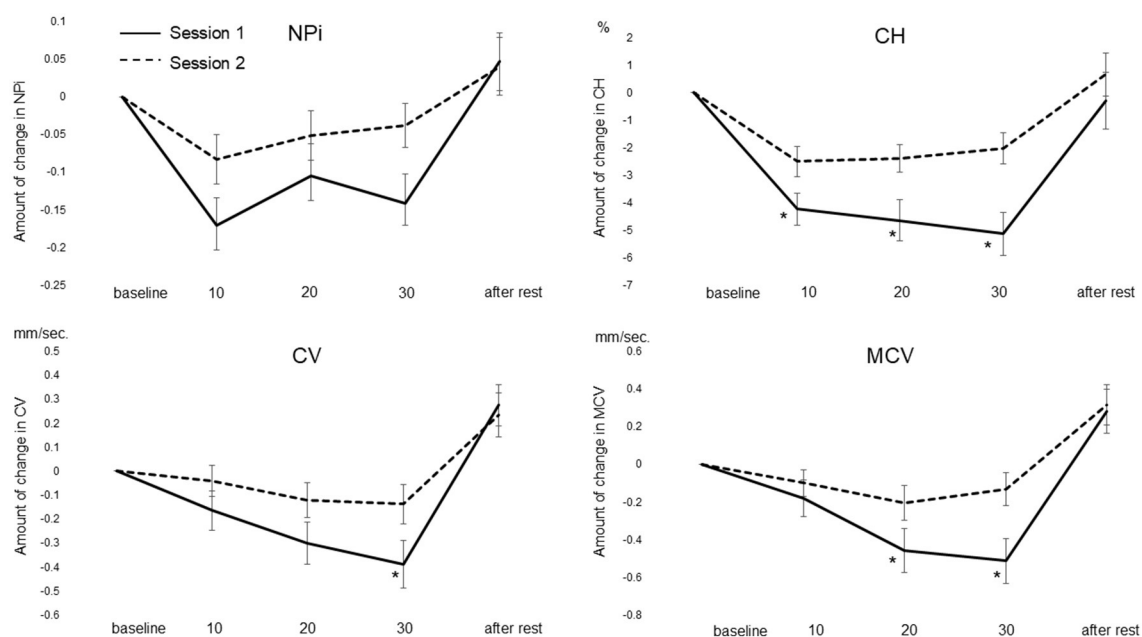 NPi
Session 1
Session 2
Amount of change in NPi
0.1
0.05
0
-0.05
-0.1
-0.15
-0.2
-0.25
baseline
10
20
30
after rest
%
CH
Amount of change in CH
2
1
0
-1
-2
-3
-4
-5
-6
-7
*
*
*
baseline
10
20
30
after rest
mm/sec.
CV
Amount of change in CV
0.5
0.4
0.3
0.2
0.1
0
-0.1
-0.2
-0.3
-0.4
-0.5
-0.6
*
baseline
10
20
30
after rest
mm/sec.
MCV
Amount of change in MCV
0.6
0.4
0.2
0
-0.2
-0.4
-0.6
-0.8
*
*
baseline
10
20
30
after rest